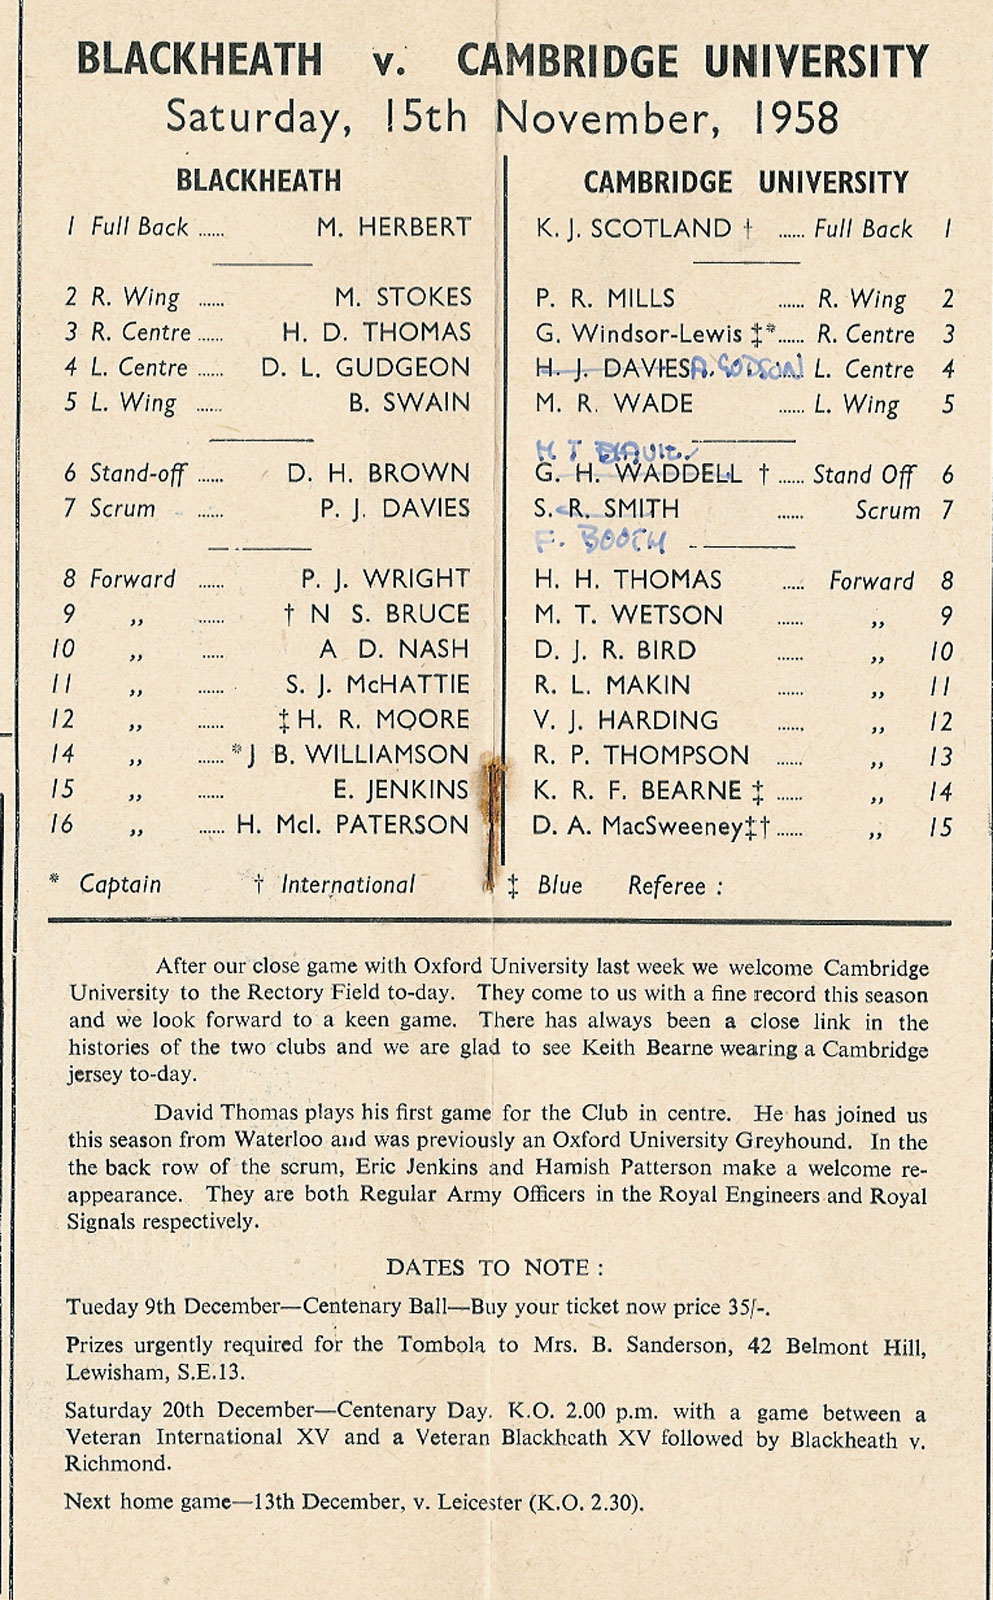 BLACKHEATH v. CAMBRIDGE UNIVERSITY
Saturday, 15th November, 1958
BLACKHEATH
1 Full Back ...... M. HERBERT
2 R. Wing ...... M. STOKES
3 R. Centre ...... H. D. THOMAS
4 L. Centre ...... D. L. GUDGEON
5 L. Wing ...... B. SWAIN
6 Stand-off ...... D. H. BROWN
7 Scrum ...... P. J. DAVIES
8 Forward ...... P. J. WRIGHT
9 ,, ...... † N S. BRUCE
10 ,, ..... A D. NASH
11 ,, ...... S. J. McHATTIE
12 ,, ...... ‡ H. R. MOORE
14 ,, ...... * J B. WILLIAMSON
15 ,, ...... E. JENKINS
16 ,, ...... H. McI. PATERSON
CAMBRIDGE UNIVERSITY
K. J. SCOTLAND † ...... Full Back 1
P. R. MILLS ...... R. Wing 2
G. Windsor-Lewis ‡* ...... R. Centre 3
H. J. DAVIES A. GODSON L. Centre 4
M. R. WADE ...... L. Wing 5
M T
G. H. WADDELL † ...... Stand Off 6
S. R. SMITH ...... Scrum 7
F. BOOTH
H. H. THOMAS ..... Forward 8
M. T. WETSON ...... ,, 9
D. J. R. BIRD ...... ,, 10
R. L. MAKIN ...... ,, 11
V. J. HARDING ...... ,, 12
R. P. THOMPSON ...... ,, 13
K. R. F. BEARNE ‡ ...... ,, 14
D. A. MacSweeney‡† ...... ,, 15
* Captain † International ‡ Blue Referee :
After our close game with Oxford University last week we welcome Cambridge
University to the Rectory Field to-day. They come to us with a fine record this season
and we look forward to a keen game. There has always been a close link in the
histories of the two clubs and we are glad to see Keith Bearne wearing a Cambridge
jersey to-day.
David Thomas plays his first game for the Club in centre. He has joined us
this season from Waterloo and was previously an Oxford University Greyhound. In the
the back row of the scrum, Eric Jenkins and Hamish Patterson make a welcome re-
appearance. They are both Regular Army Officers in the Royal Engineers and Royal
Signals respectively.
DATES TO NOTE :
Tueday 9th December—Centenary Ball—Buy your ticket now price 35/-.
Prizes urgently required for the Tombola to Mrs. B. Sanderson, 42 Belmont Hill,
Lewisham, S.E.13.
Saturday 20th December—Centenary Day. K.O. 2.00 p.m. with a game between a
Veteran International XV and a Veteran Blackheath XV followed by Blackheath v.
Richmond.
Next home game—13th December, v. Leicester (K.O. 2.30).